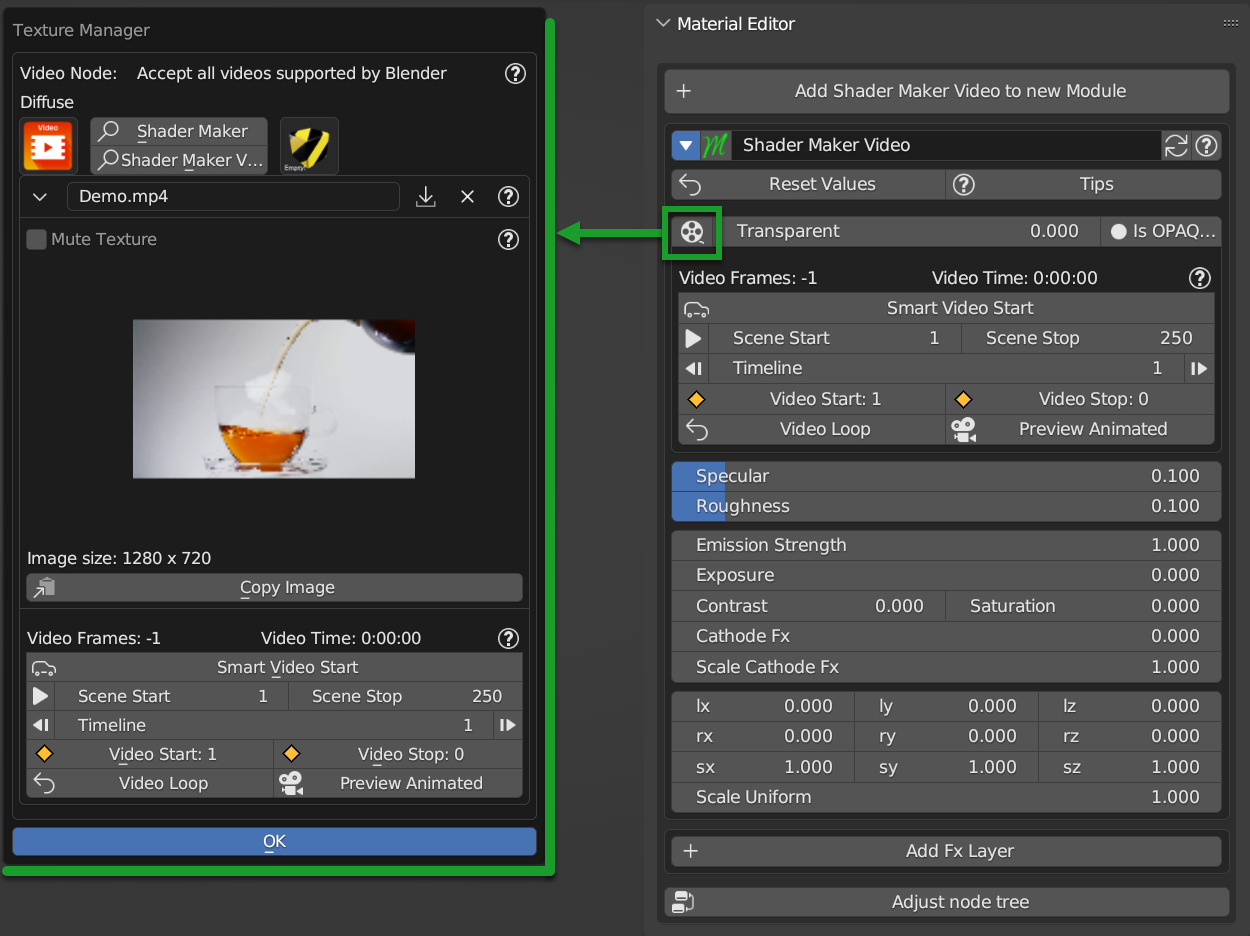 Texture Manager
Video Node: Accept all videos supported by Blender
Diffuse
Video
Shader Maker
Shader Maker V...
Empty!
Demo.mp4
Mute Texture
Image size: 1280 x 720
Copy Image
Video Frames: -1 Video Time: 0:00:00
Smart Video Start
Scene Start 1 Scene Stop 250
Timeline 1
Video Start: 1 Video Stop: 0
Video Loop Preview Animated
OK
Material Editor
Add Shader Maker Video to new Module
Shader Maker Video
Reset Values Tips
Transparent 0.000 Is OPAQ...
Video Frames: -1 Video Time: 0:00:00
Smart Video Start
Scene Start 1 Scene Stop 250
Timeline 1
Video Start: 1 Video Stop: 0
Video Loop Preview Animated
Specular 0.100
Roughness 0.100
Emission Strength 1.000
Exposure 0.000
Contrast 0.000 Saturation 0.000
Cathode Fx 0.000
Scale Cathode Fx 1.000
lx 0.000 ly 0.000 lz 0.000
rx 0.000 ry 0.000 rz 0.000
sx 1.000 sy 1.000 sz 1.000
Scale Uniform 1.000
Add Fx Layer
Adjust node tree